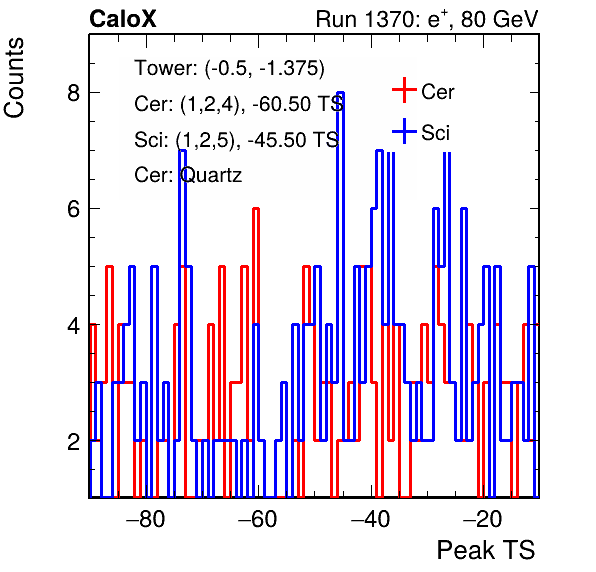 CaloX Run 1370: e+, 80 GeV
Counts
Tower: (-0.5, -1.375)
Cer: (1,2,4), -60.50 TS
Sci: (1,2,5), -45.50 TS
Cer: Quartz
Cer
Sci
8
6
4
2
−80 −60 −40 −20
Peak TS